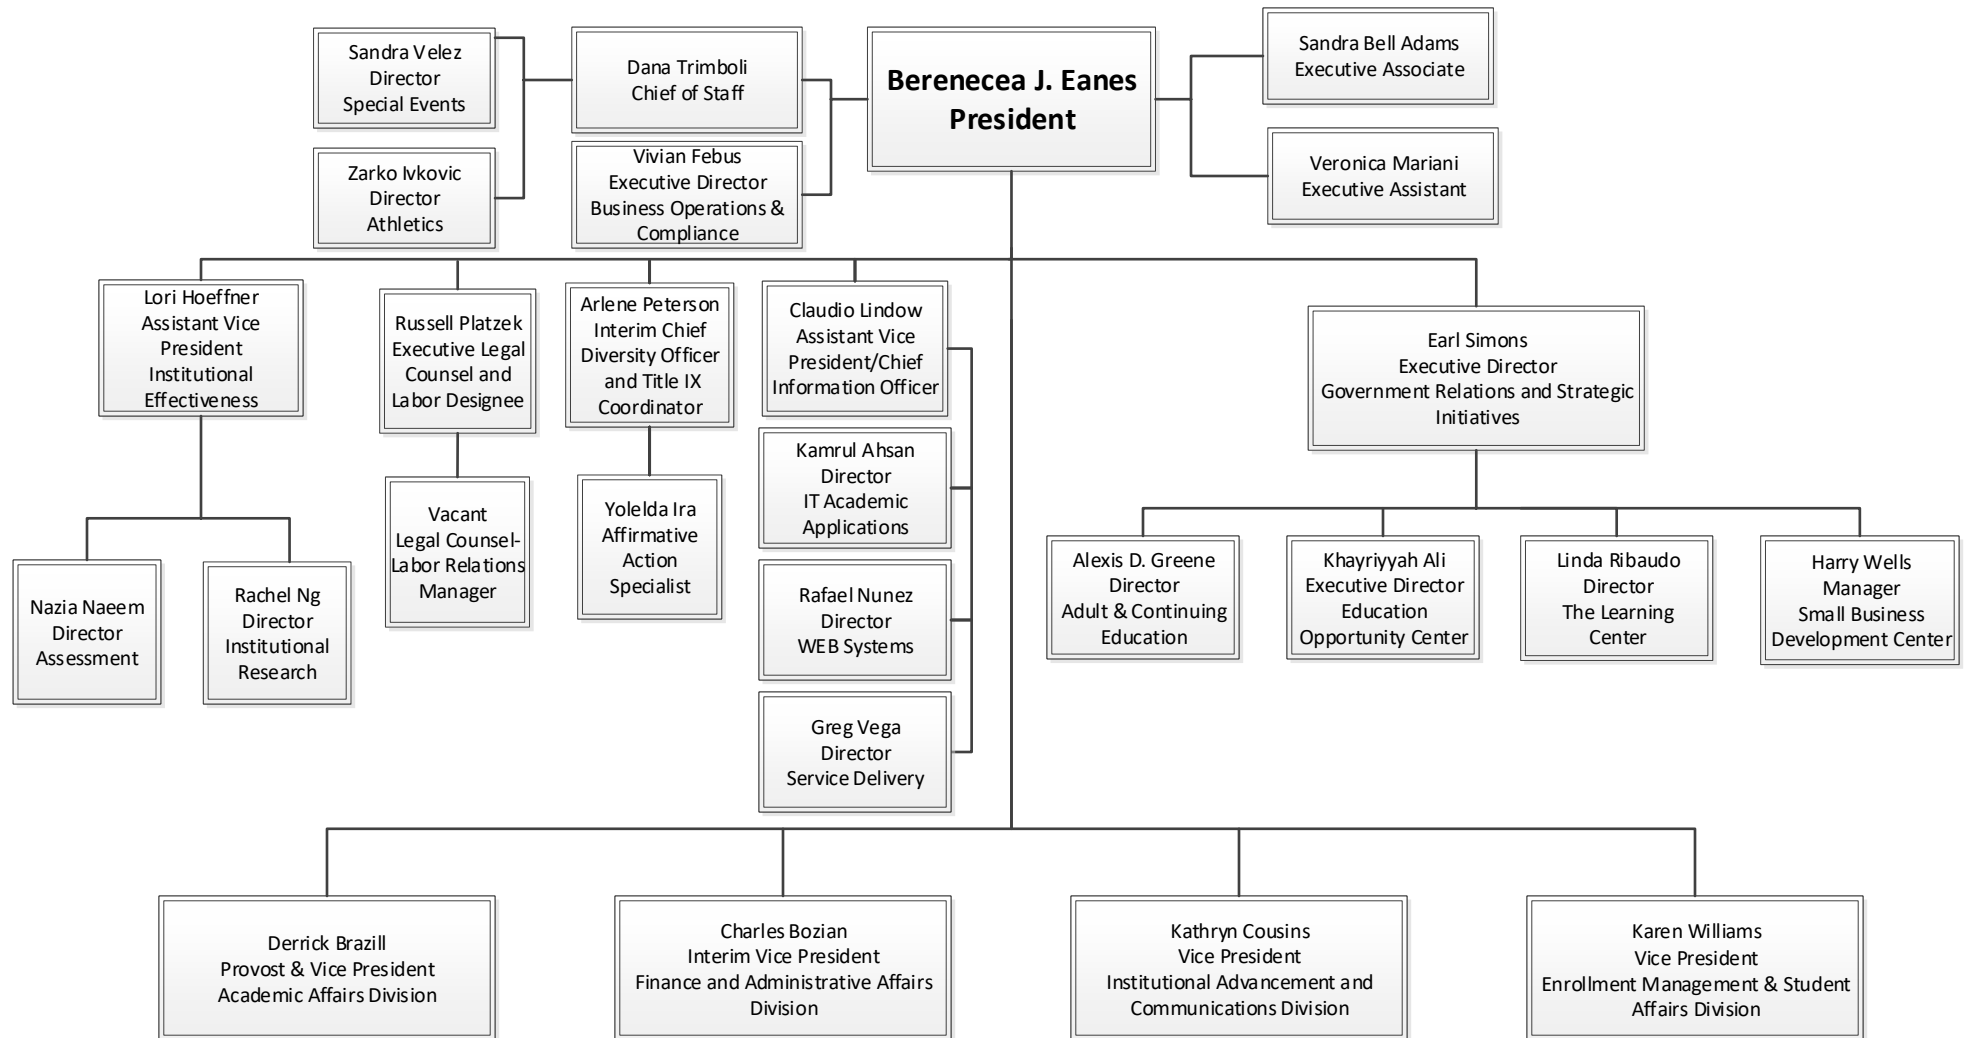 Sandra Velez
Director
Special Events
Dana Trimboli
Chief of Staff
Berenecea J. Eanes
President
Sandra Bell Adams
Executive Associate
Zarko Ivkovic
Director
Athletics
Vivian Febus
Executive Director
Business Operations &
Compliance
Veronica Mariani
Executive Assistant
Lori Hoeffner
Assistant Vice
President
Institutional
Effectiveness
Russell Platzek
Executive Legal
Counsel and
Labor Designee
Arlene Peterson
Interim Chief
Diversity Officer
and Title IX
Coordinator
Claudio Lindow
Assistant Vice
President/Chief
Information Officer
Earl Simons
Executive Director
Government Relations and Strategic
Initiatives
Nazia Naeem
Director
Assessment
Rachel Ng
Director
Institutional
Research
Vacant
Legal Counsel-
Labor Relations
Manager
Yolelda Ira
Affirmative
Action
Specialist
Kamrul Ahsan
Director
IT Academic
Applications
Rafael Nunez
Director
WEB Systems
Greg Vega
Director
Service Delivery
Alexis D. Greene
Director
Adult & Continuing
Education
Khayriyyah Ali
Executive Director
Education
Opportunity Center
Linda Ribaudo
Director
The Learning
Center
Harry Wells
Manager
Small Business
Development Center
Derrick Brazill
Provost & Vice President
Academic Affairs Division
Charles Bozian
Interim Vice President
Finance and Administrative Affairs
Division
Kathryn Cousins
Vice President
Institutional Advancement and
Communications Division
Karen Williams
Vice President
Enrollment Management & Student
Affairs Division